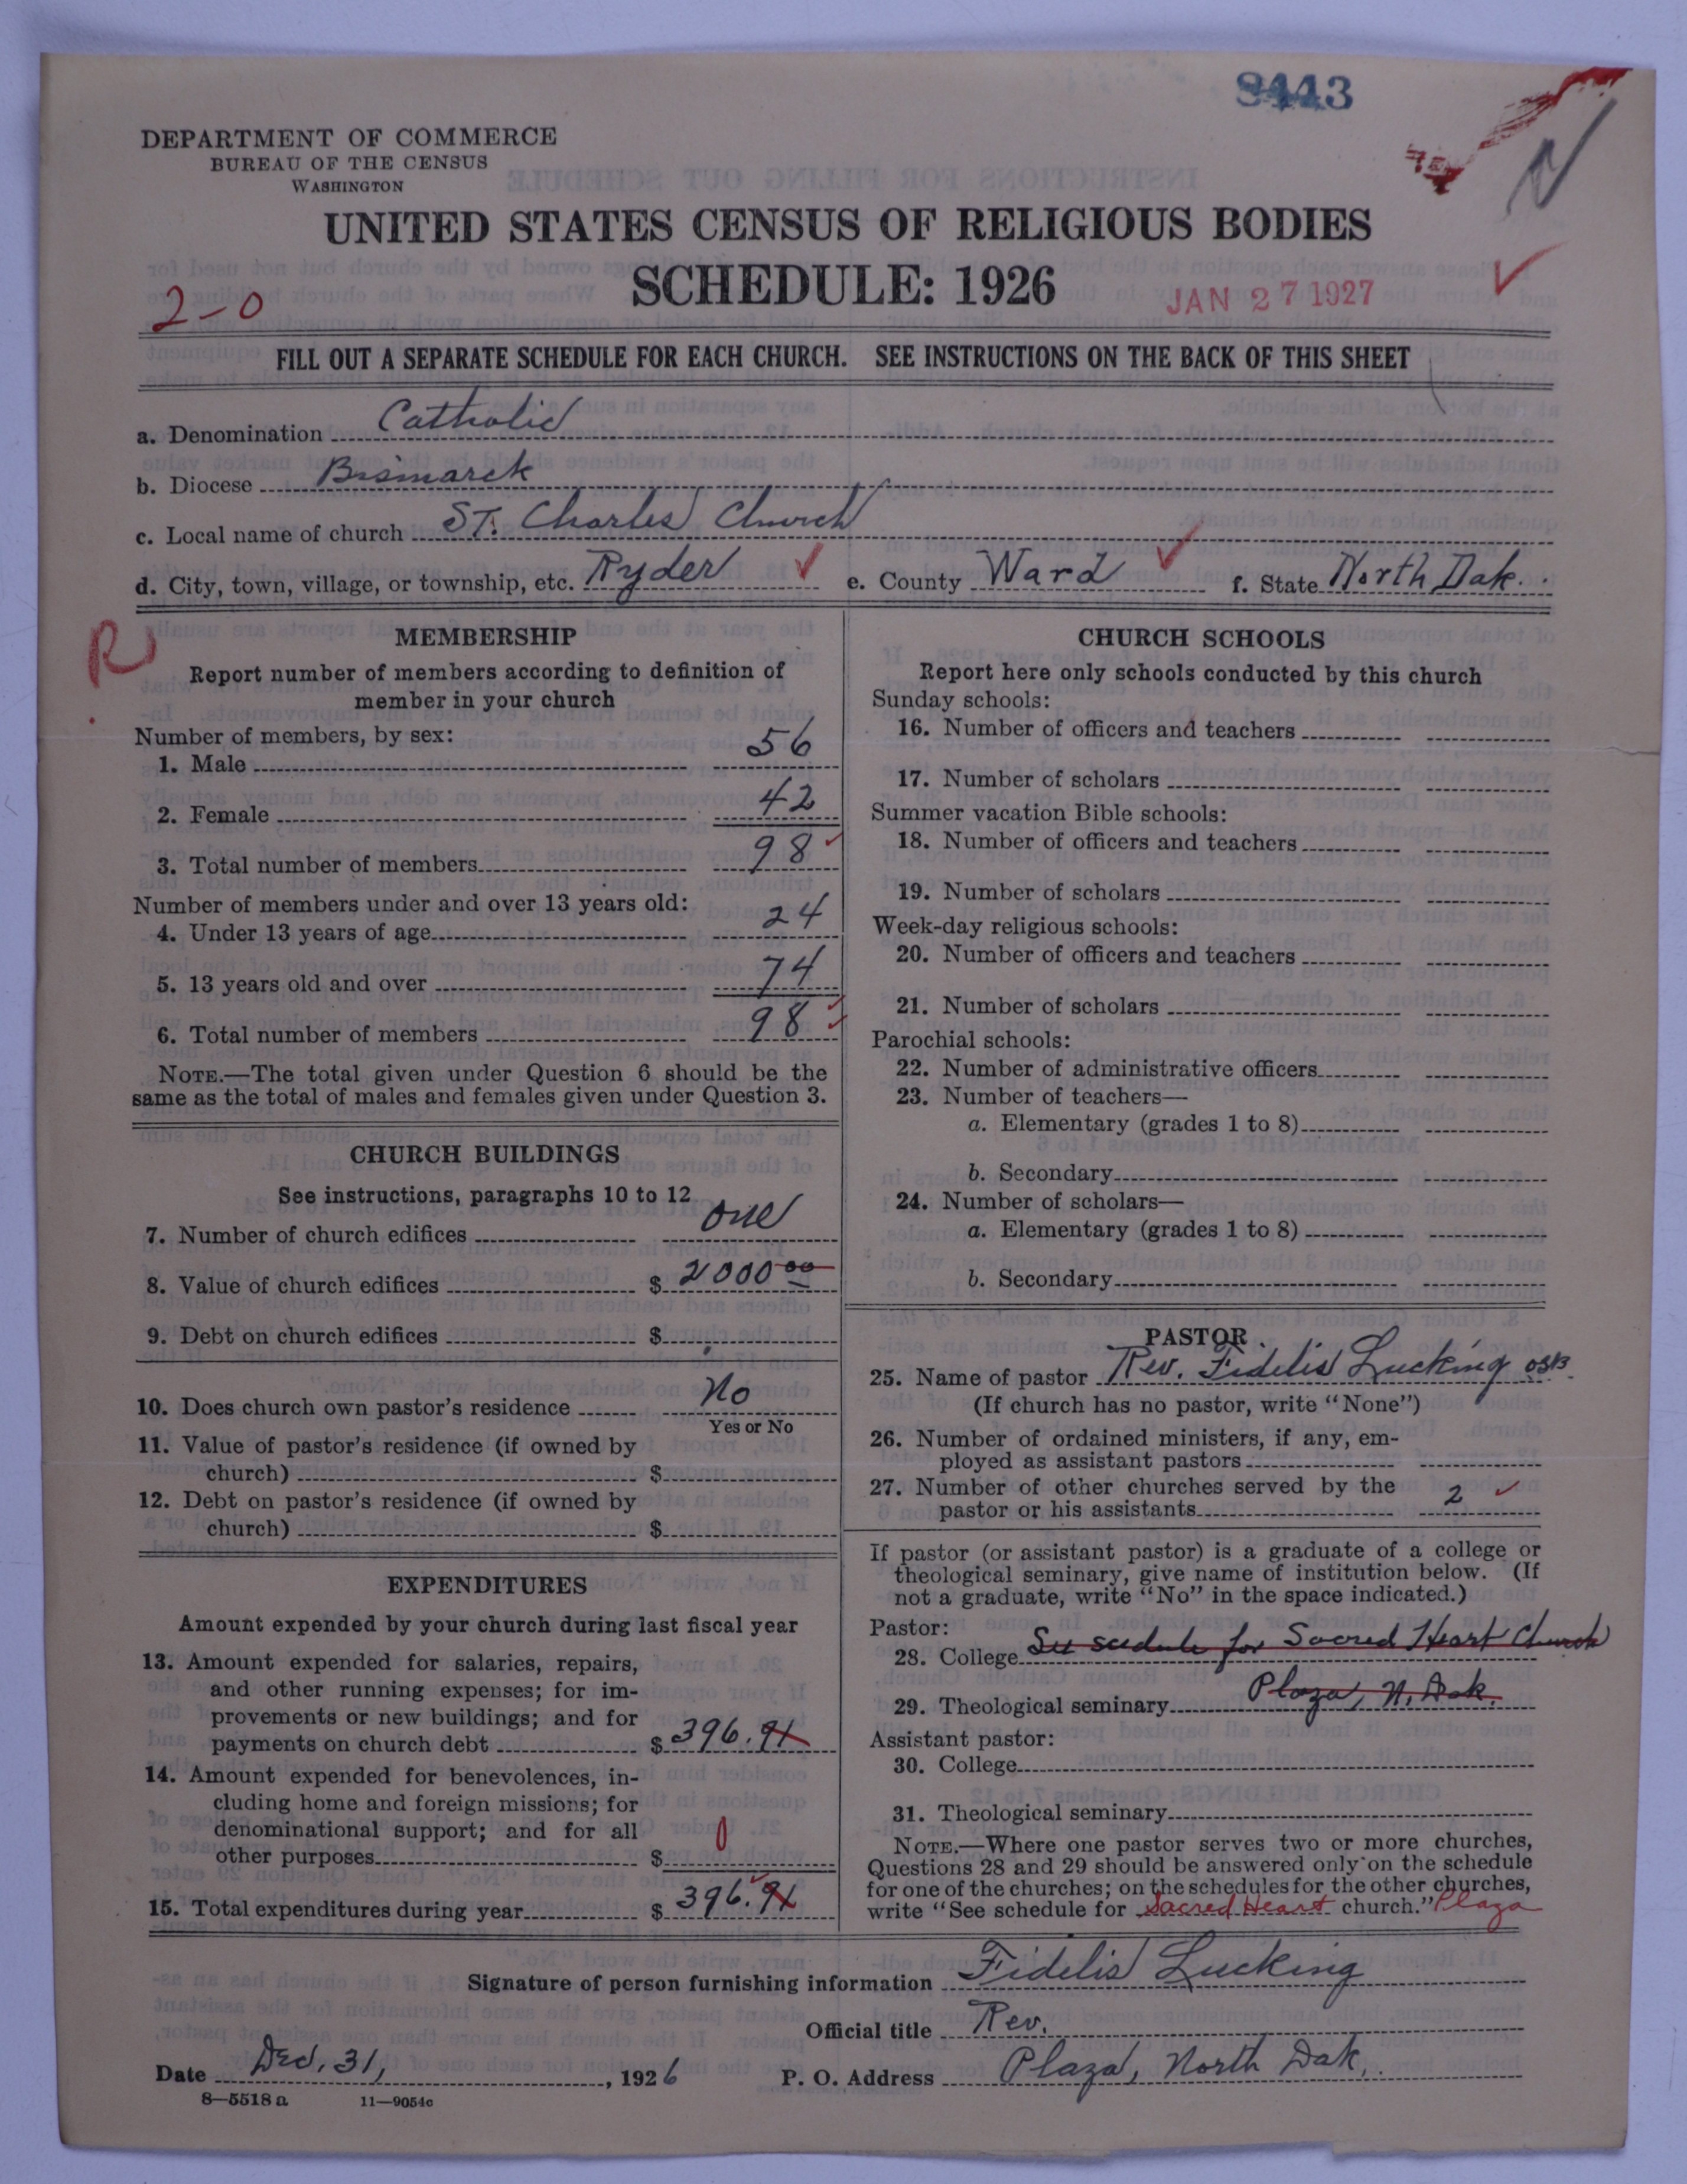 8443
DEPARTMENT OF COMMERCE
BUREAU OF THE CENSUS
WASHINGTON
UNITED STATES CENSUS OF RELIGIOUS BODIES
SCHEDULE: 1926
JAN 27 1927
2-0
FILL OUT A SEPARATE SCHEDULE FOR EACH CHURCH. SEE INSTRUCTIONS ON THE BACK OF THIS SHEET
a. Denomination Catholic
b. Diocese Bismarck
c. Local name of church ST. Charles Church
d. City, town, village, or township, etc. Ryder e. County Ward f. State North Dak.
R
MEMBERSHIP
Report number of members according to definition of
member in your church
Number of members, by sex:
1. Male 56
2. Female 42
3. Total number of members 98
Number of members under and over 13 years old:
4. Under 13 years of age 24
5. 13 years old and over 74
6. Total number of members 98
NOTE.—The total given under Question 6 should be the
same as the total of males and females given under Question 3.
CHURCH BUILDINGS
See instructions, paragraphs 10 to 12
7. Number of church edifices one
8. Value of church edifices $ 2000 00
9. Debt on church edifices $
10. Does church own pastor's residence No
Yes or No
11. Value of pastor's residence (if owned by
church) $
12. Debt on pastor's residence (if owned by
church) $
EXPENDITURES
Amount expended by your church during last fiscal year
13. Amount expended for salaries, repairs,
and other running expenses; for im-
provements or new buildings; and for
payments on church debt $ 396.91
14. Amount expended for benevolences, in-
cluding home and foreign missions; for
denominational support; and for all
other purposes $ 0
15. Total expenditures during year $ 396.91
CHURCH SCHOOLS
Report here only schools conducted by this church
Sunday schools:
16. Number of officers and teachers
17. Number of scholars
Summer vacation Bible schools:
18. Number of officers and teachers
19. Number of scholars
Week-day religious schools:
20. Number of officers and teachers
21. Number of scholars
Parochial schools:
22. Number of administrative officers
23. Number of teachers—
a. Elementary (grades 1 to 8)
b. Secondary
24. Number of scholars—
a. Elementary (grades 1 to 8)
b. Secondary
PASTOR
25. Name of pastor Rev. Fidelis Lucking OSB.
(If church has no pastor, write "None")
26. Number of ordained ministers, if any, em-
ployed as assistant pastors
27. Number of other churches served by the
pastor or his assistants 2
If pastor (or assistant pastor) is a graduate of a college or
theological seminary, give name of institution below. (If
not a graduate, write "No" in the space indicated.)
Pastor:
28. College See scedule for Sacred Heart Church
29. Theological seminary Plaza, N. Dak.
Assistant pastor:
30. College
31. Theological seminary
NOTE.—Where one pastor serves two or more churches,
Questions 28 and 29 should be answered only on the schedule
for one of the churches; on the schedules for the other churches,
write "See schedule for Sacred Heart church." Plaza
Signature of person furnishing information Fidelis Lucking
Official title Rev.
Date Dec, 31, , 1926 P. O. Address Plaza, North Dak.
8—5518 a 11—9054c